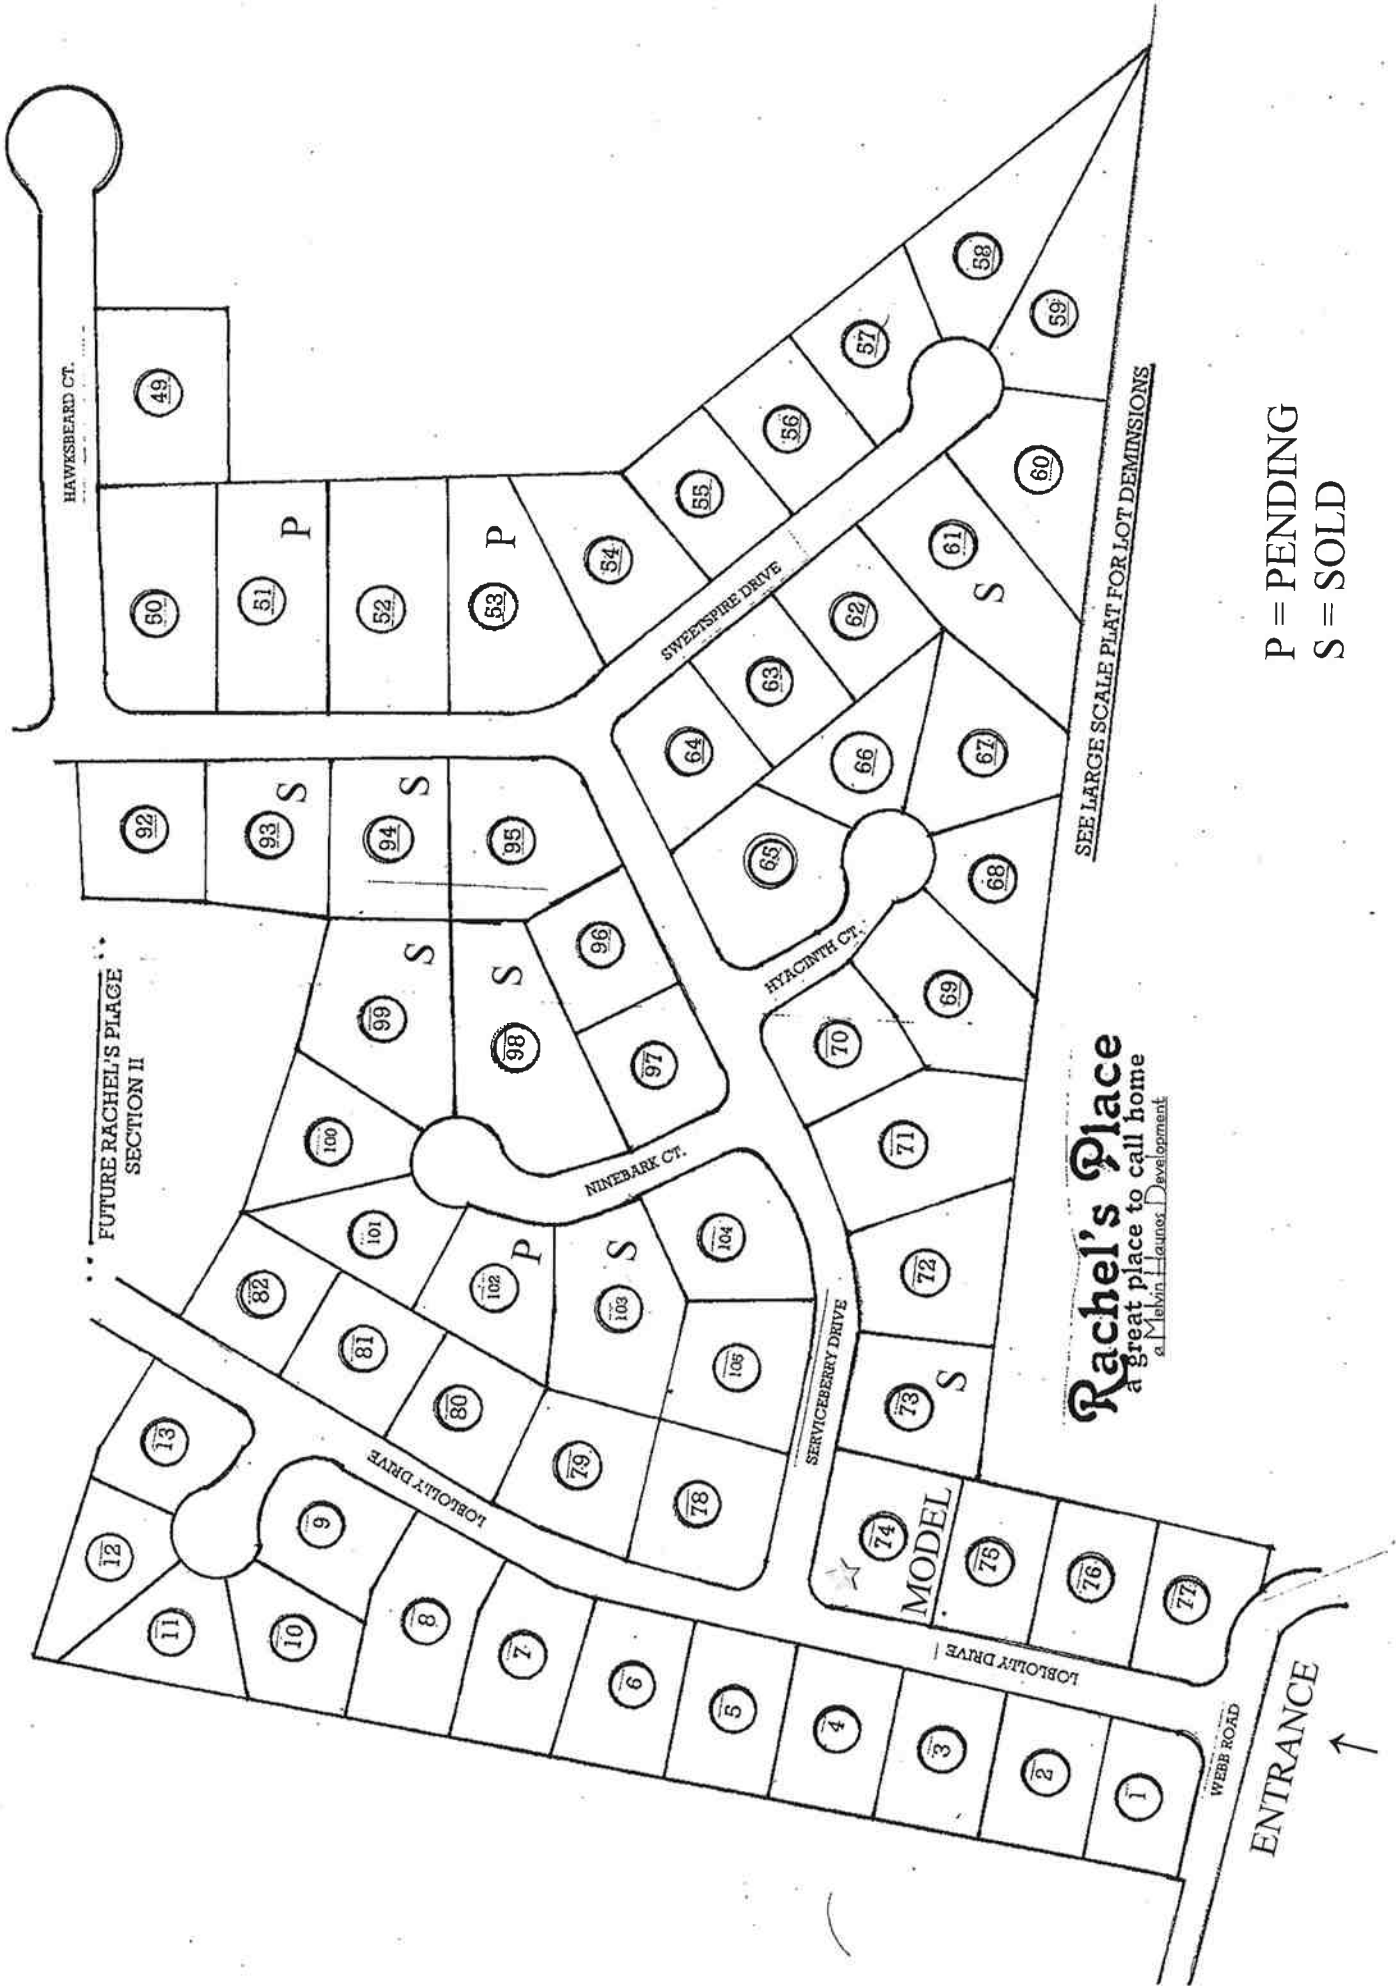 HAWKSBEARD CT.
49
60
51
P
52
53
P
54
55
56
57
58
59
60
61
S
62
63
64
65
66
67
68
69
70
71
72
73
S
74
MODEL
75
76
77
78
79
80
81
82
92
93
S
94
S
95
96
97
98
S
99
S
100
101
102
P
103
S
104
105
1
2
3
4
5
6
7
8
9
10
11
12
13
SWEETSPIRE DRIVE
HYACINTH CT.
NINEBARK CT.
SERVICEBERRY DRIVE
LOBLOLLY DRIVE
LOBLOLLY DRIVE
WEBB ROAD
ENTRANCE
FUTURE RACHEL'S PLACE
SECTION II
SEE LARGE SCALE PLAT FOR LOT DEMINSIONS
Rachel's Place
a great place to call home
a Melvin Haynes Development
P = PENDING
S = SOLD